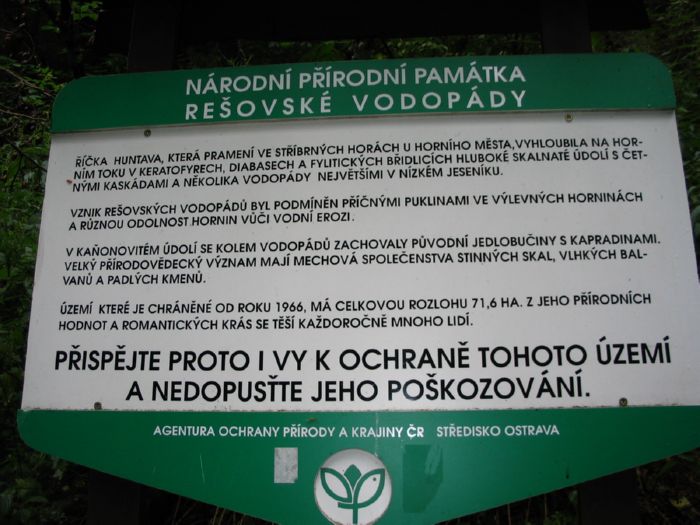 NÁRODNÍ PŘÍRODNÍ PAMÁTKA
REŠOVSKÉ VODOPÁDY
ŘÍČKA HUNTAVA, KTERÁ PRAMENÍ VE STŘÍBRNÝCH HORÁCH U HORNÍHO MĚSTA,VYHLOUBILA NA HOR-
NÍM TOKU V KERATOFYRECH, DIABASECH A FYLITICKÝCH BŘIDLICÍCH HLUBOKÉ SKALNATÉ ÚDOLÍ S ČET-
NÝMI KASKÁDAMI A NĚKOLIKA VODOPÁDY NEJVĚTŠÍMI V NÍZKÉM JESENÍKU.
VZNIK REŠOVSKÝCH VODOPÁDŮ BYL PODMÍNĚN PŘÍČNÝMI PUKLINAMI VE VÝLEVNÝCH HORNINÁCH
A RŮZNOU ODOLNOST HORNIN VŮČI VODNÍ EROZI.
V KAŇONOVITÉM ÚDOLÍ SE KOLEM VODOPÁDŮ ZACHOVALY PŮVODNÍ JEDLOBUČINY S KAPRADINAMI.
VELKÝ PŘÍRODOVĚDECKÝ VÝZNAM MAJÍ MECHOVÁ SPOLEČENSTVA STINNÝCH SKAL, VLHKÝCH BAL-
VANŮ A PADLÝCH KMENŮ.
ÚZEMÍ KTERÉ JE CHRÁNĚNÉ OD ROKU 1966, MÁ CELKOVOU ROZLOHU 71,6 HA. Z JEHO PŘÍRODNÍCH
HODNOT A ROMANTICKÝCH KRÁS SE TĚŠÍ KAŽDOROČNĚ MNOHO LIDÍ.
PŘISPĚJTE PROTO I VY K OCHRANĚ TOHOTO ÚZEMÍ
A NEDOPUSŤTE JEHO POŠKOZOVÁNÍ.
AGENTURA OCHRANY PŘÍRODY A KRAJINY ČR STŘEDISKO OSTRAVA